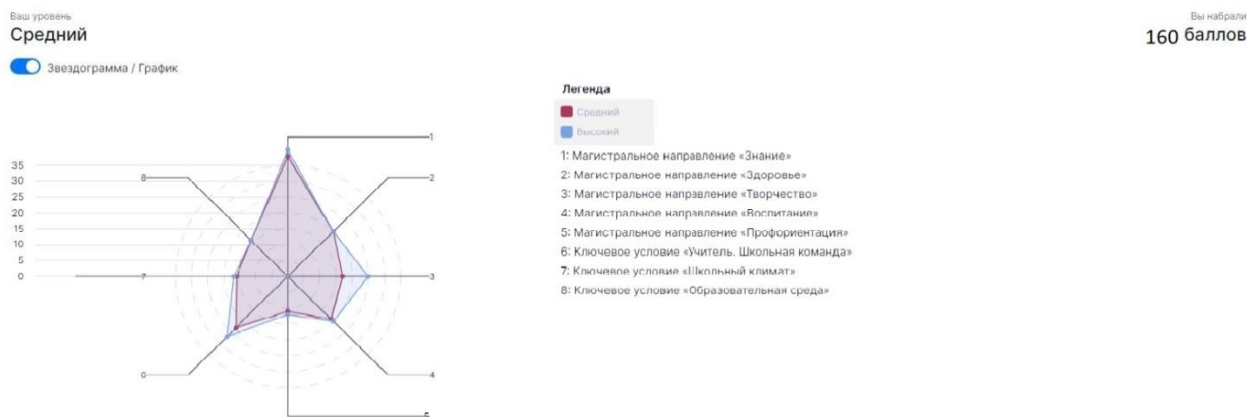 Ваш уровень
Средний
Вы набрали
160 баллов
Звездограмма / График
Легенда
Средний
Высокий
1: Магистральное направление «Знание»
2: Магистральное направление «Здоровье»
3: Магистральное направление «Творчество»
4: Магистральное направление «Воспитание»
5: Магистральное направление «Профориентация»
6: Ключевое условие «Учитель. Школьная команда»
7: Ключевое условие «Школьный климат»
8: Ключевое условие «Образовательная среда»
35
30
25
20
15
10
5
0
1
8
2
7
3
6
4
5